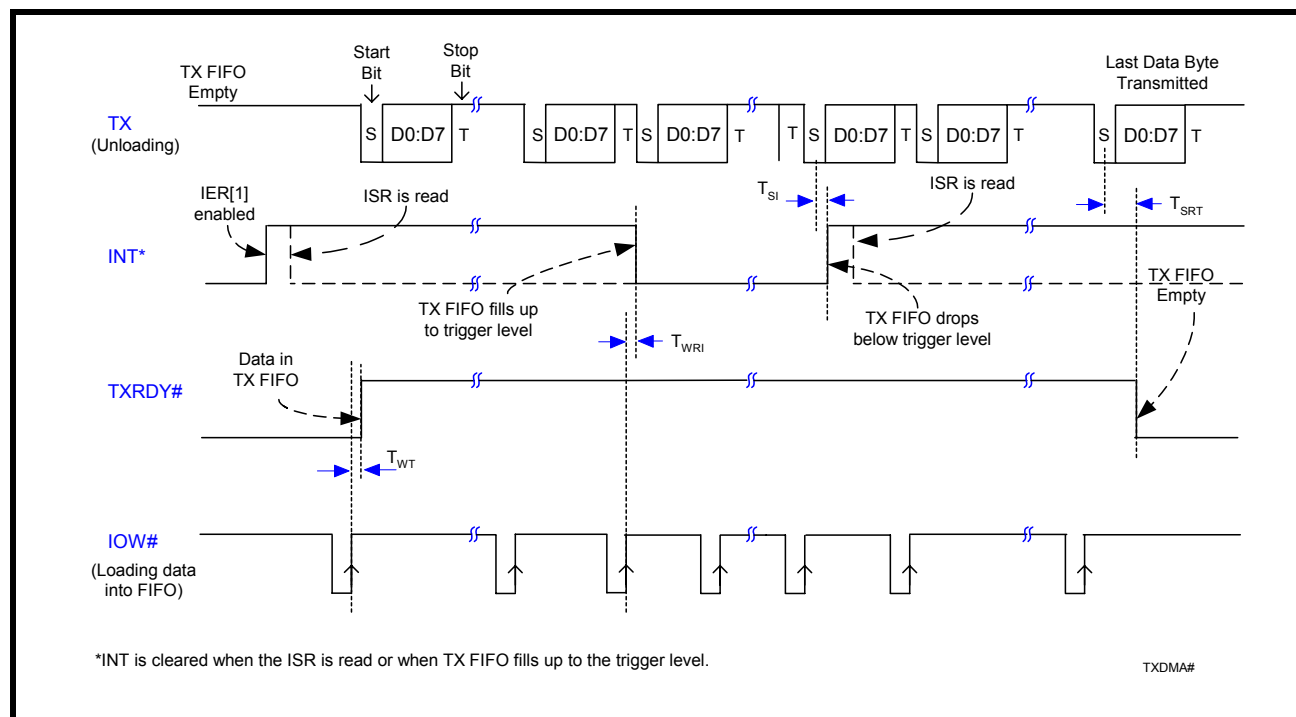 TX FIFO
Empty
Start
Bit
Stop
Bit
Last Data Byte
Transmitted
TX
(Unloading)
S D0:D7 T S D0:D7 T S D0:D7 T T S D0:D7 T S D0:D7 T S D0:D7 T
IER[1]
enabled
ISR is read
TSI
ISR is read
TSRT
INT*
TX FIFO fills up
to trigger level
TX FIFO drops
below trigger level
TX FIFO
Empty
TWRI
Data in
TX FIFO
TXRDY#
TWT
IOW#
(Loading data
into FIFO)
*INT is cleared when the ISR is read or when TX FIFO fills up to the trigger level.
TXDMA#